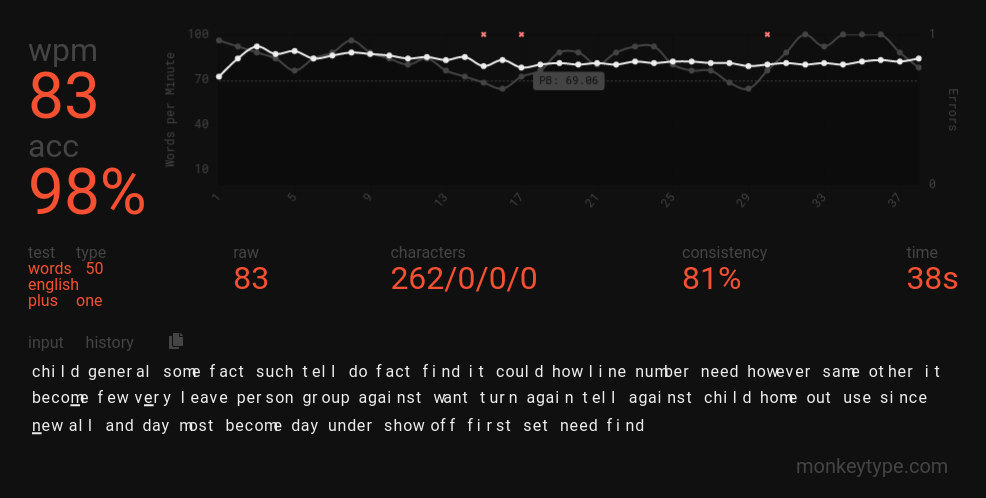 wpm
83
acc
98%
Words per Minute
100
70
40
10
PB: 69.06
1
0
Errors
1 5 9 13 17 21 25 29 33 37
test type
words 50
english
plus one
raw
83
characters
262/0/0/0
consistency
81%
time
38s
input history
child general some fact such tell do fact find it could how line number need however same other it
become few very leave person group against want turn again tell against child home out use since
new all and day most become day under show off first set need find
monkeytype.com